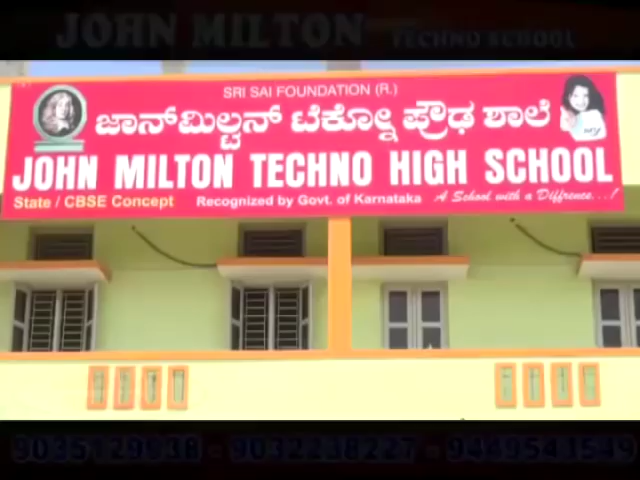 JOHN MILTON TECHNO SCHOOL
SRI SAI FOUNDATION (R.)
ಜಾನ್‌ಮಿಲ್ಟನ್ ಟೆಕ್ನೋ ಪ್ರೌಢ ಶಾಲೆ
JOHN MILTON TECHNO HIGH SCHOOL
State / CBSE Concept Recognized by Govt. of Karnataka A School with a Diffrence...!